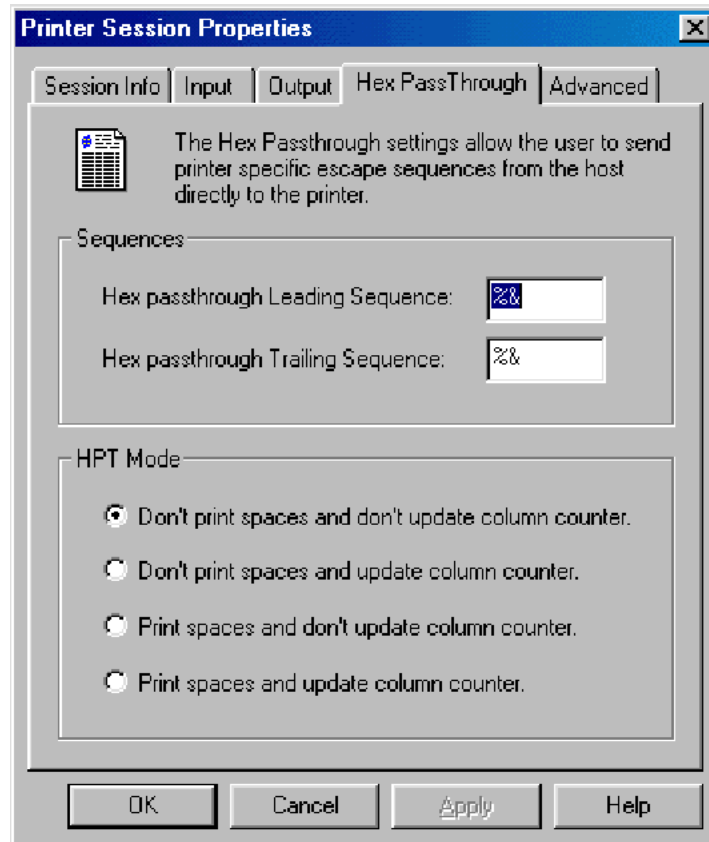 Printer Session Properties
Session Info Input Output Hex PassThrough Advanced
The Hex Passthrough settings allow the user to send
printer specific escape sequences from the host
directly to the printer.
Sequences
Hex passthrough Leading Sequence: %&
Hex passthrough Trailing Sequence: %&
HPT Mode
Don't print spaces and don't update column counter.
Don't print spaces and update column counter.
Print spaces and don't update column counter.
Print spaces and update column counter.
OK Cancel Apply Help